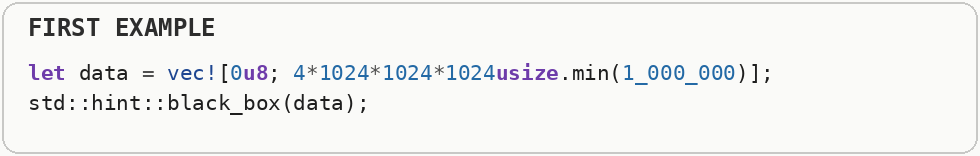 FIRST EXAMPLE
let data = vec![0u8; 4*1024*1024*1024usize.min(1_000_000)];
std::hint::black_box(data);